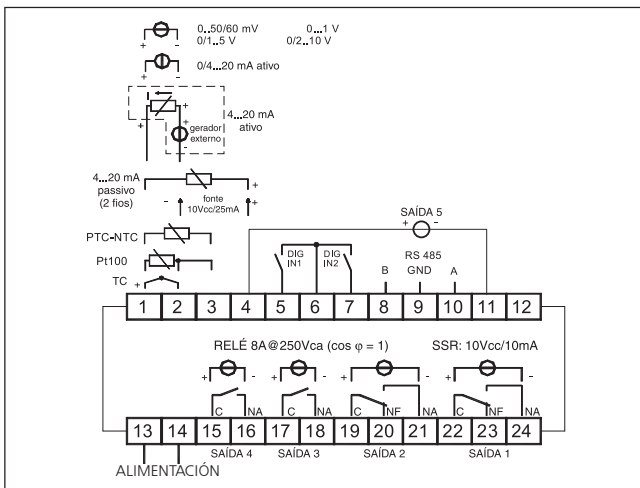 0..50/60 mV 0...1 V
0/1..5 V 0/2..10 V
+ -
0/4...20 mA ativo
+ -
+
+ +
gerador
externo
-
4...20 mA
ativo
4...20 mA
passivo
(2 fios)
+
- fonte +
10Vcc/25mA
PTC-NTC
Pt100
TC +
SAÍDA 5
+ -
DIG
IN1
DIG
IN2
RS 485
B GND A
1 2 3 4 5 6 7 8 9 10 11 12
RELÉ 8A@250Vca (cos φ = 1) SSR: 10Vcc/10mA
+ - + - + - + -
C NA C NA C NF NA C NF NA
13 14 15 16 17 18 19 20 21 22 23 24
SAÍDA 4 SAÍDA 3 SAÍDA 2 SAÍDA 1
ALIMENTACIÓN